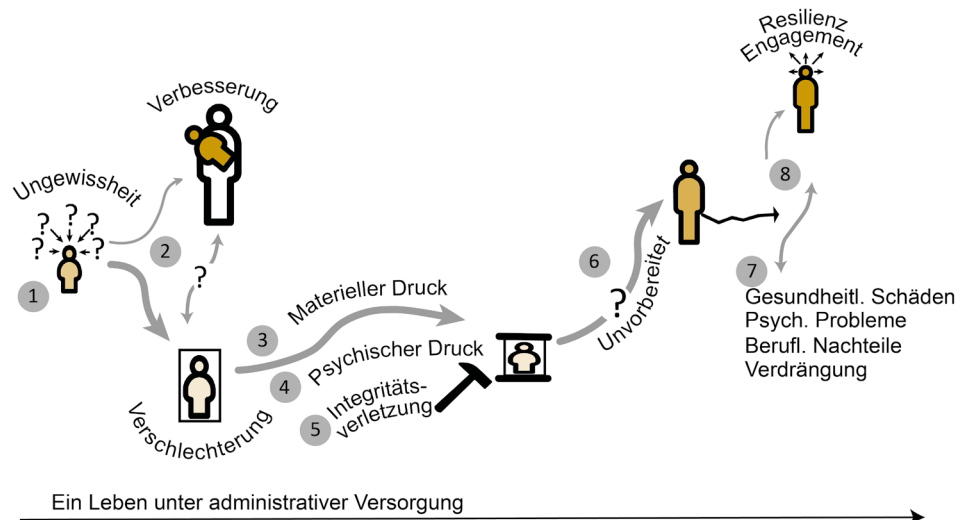 Resilienz
Engagement
Verbesserung
Ungewissheit
? ? ? ? ?
1
2
?
3
Materieller Druck
4
Psychischer Druck
5
Integritäts-
verletzung
Verschlechterung
6
?
Unvorbereitet
8
7
Gesundheitl. Schäden
Psych. Probleme
Berufl. Nachteile
Verdrängung
Ein Leben unter administrativer Versorgung